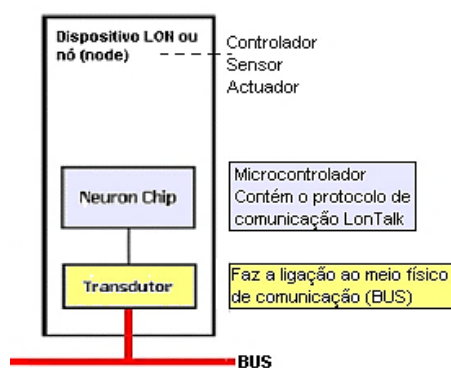 Dispositivo LON ou
nó (node)
Controlador
Sensor
Actuador
Neuron Chip
Microcontrolador
Contém o protocolo de
comunicação LonTalk
Transdutor
Faz a ligação ao meio físico
de comunicação (BUS)
BUS